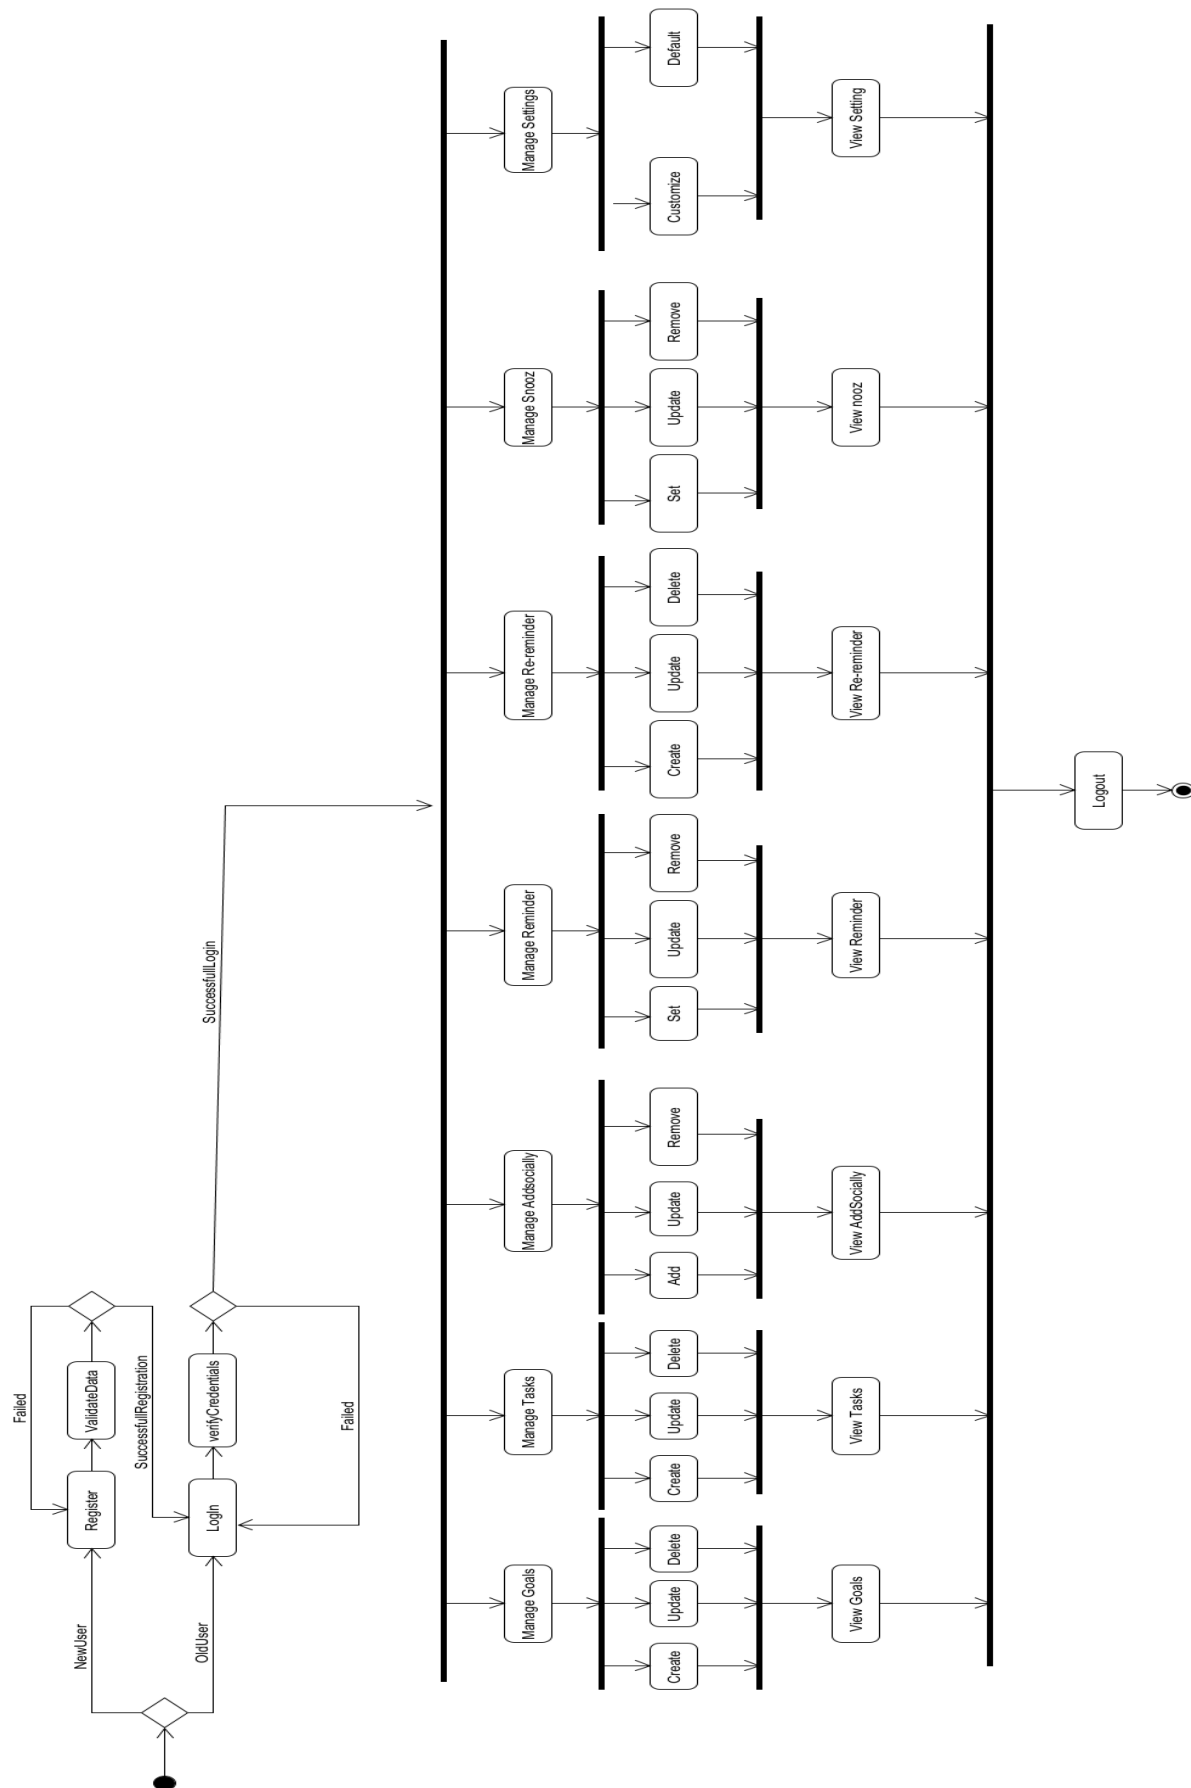 NewUser
OldUser
Register
ValidateData
Failed
SuccessfullRegistration
LogIn
verifyCredentials
Failed
SuccessfullLogin
Manage Goals
Manage Tasks
Manage Addsocially
Manage Reminder
Manage Re-reminder
Manage Snooz
Manage Settings
Create
Update
Delete
Create
Update
Delete
Add
Update
Remove
Set
Update
Remove
Create
Update
Delete
Set
Update
Remove
Customize
Default
View Goals
View Tasks
View AddSocially
View Reminder
View Re-reminder
View nooz
View Setting
Logout